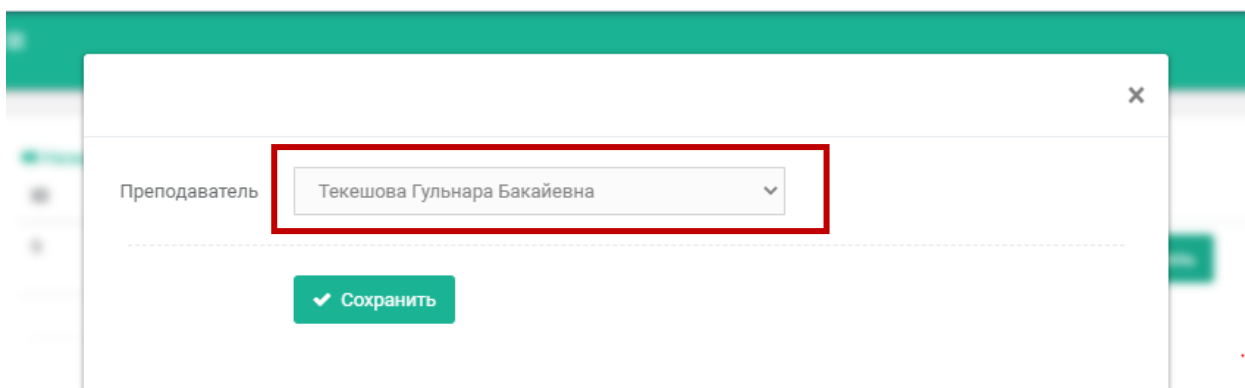 Преподаватель
Текешова Гульнара Бакайевна
Сохранить